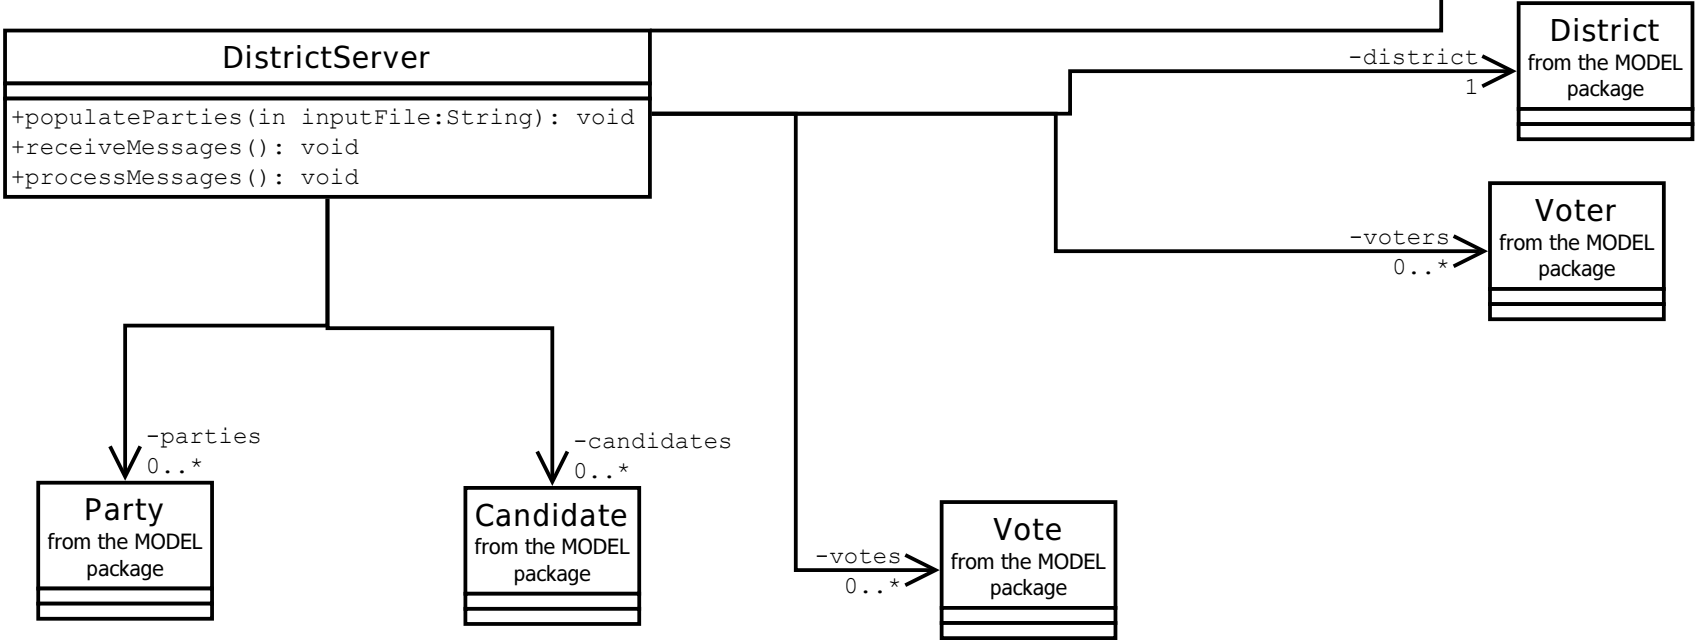 DistrictServer
+populateParties(in inputFile:String): void
+receiveMessages(): void
+processMessages(): void
-district
1
District
from the MODEL
package
-voters
0..*
Voter
from the MODEL
package
-parties
0..*
Party
from the MODEL
package
-candidates
0..*
Candidate
from the MODEL
package
-votes
0..*
Vote
from the MODEL
package